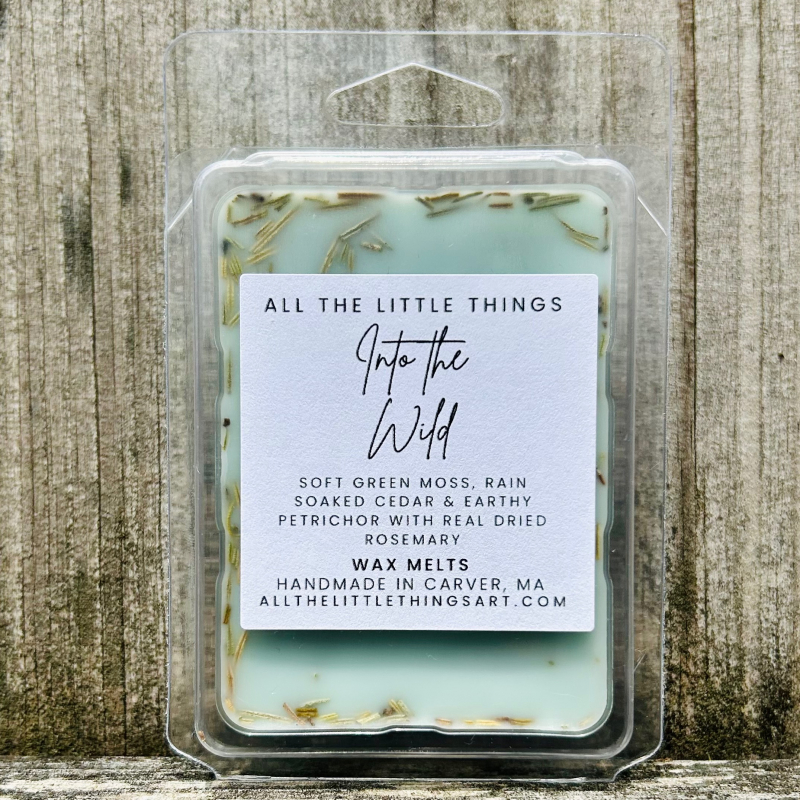 ALL THE LITTLE THINGS
Into the
Wild
SOFT GREEN MOSS, RAIN
SOAKED CEDAR & EARTHY
PETRICHOR WITH REAL DRIED
ROSEMARY
WAX MELTS
HANDMADE IN CARVER, MA
ALLTHELITTLETHINGSART.COM